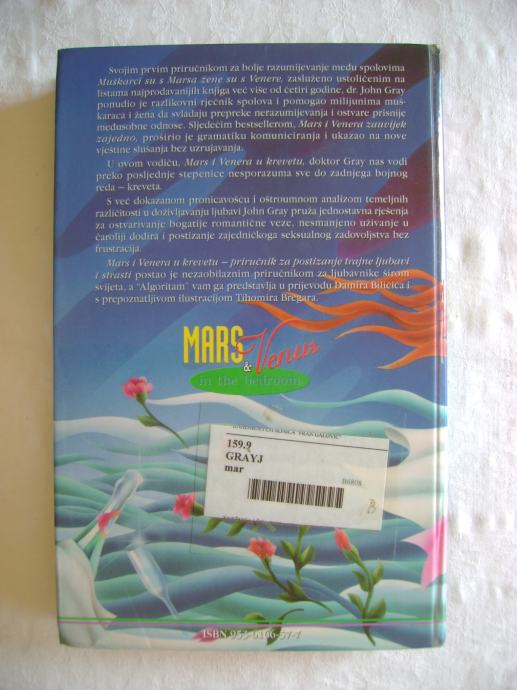 Svojim prvim priručnikom za bolje razumijevanje među spolovima
Muškarci su s Marsa žene su s Venere, zasluženo ustoličenim na
listama najprodavanijih knjiga već više od četiri godine, dr. John Gray
ponudio je razlikovni rječnik spolova i pomogao milijunima muš-
karaca i žena da svladaju prepreke nerazumijevanja i ostvare prisnije
međusobne odnose. Sljedećim bestsellerom, Mars i Venera zauvijek
zajedno, proširio je gramatiku komuniciranja i ukazao na nove
vještine slušanja bez uzrujavanja.
U ovom vodiču, Mars i Venera u krevetu, doktor Gray nas vodi
preko posljednje stepenice nesporazuma sve do zadnjega bojnog
reda – kreveta.
S već dokazanom pronicavošću i oštroumnom analizom temeljnih
različitosti u doživljavanju ljubavi John Gray pruža jednostavna rješenja
za ostvarivanje bogatije romantične veze, nesmanjeno uživanje u
čaroliji dodira i postizanje zajedničkoga seksualnog zadovoljstva bez
frustracija.
Mars i Venera u krevetu – priručnik za postizanje trajne ljubavi
i strasti postao je nezaobilaznim priručnikom za ljubavnike širom
svijeta, a "Algoritam" vam ga predstavlja u prijevodu Damira Biličića i
s prepoznatljivom ilustracijom Tihomira Bregara.
MARS
& Venus
in the bedroom
"FRAN GALOVIĆ"
159.9
GRAYJ
mar
B
ISBN 953-6166-57-7